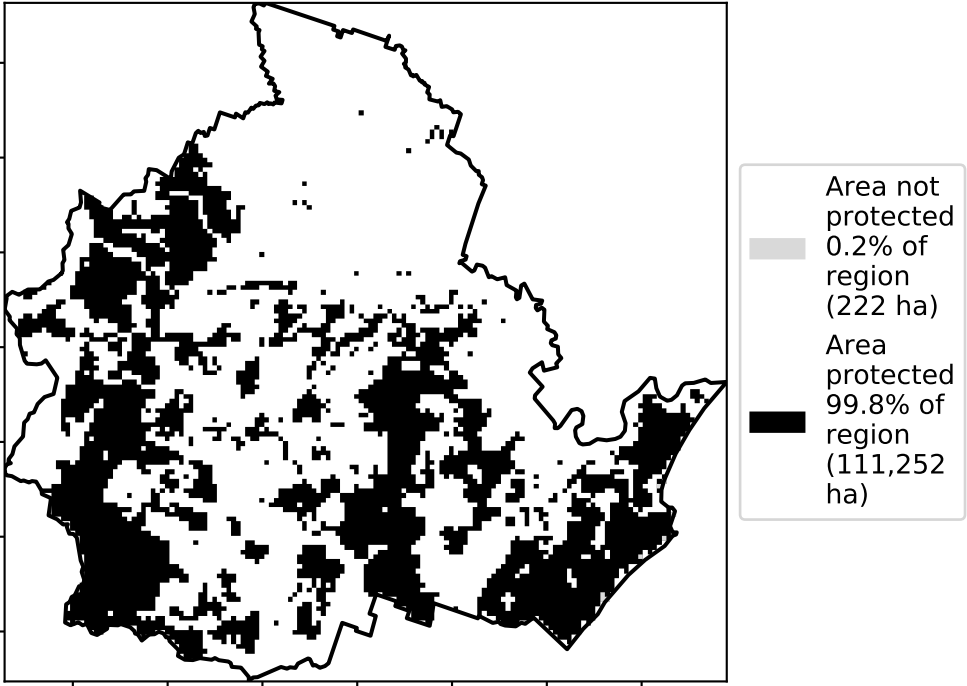 Area not
protected
0.2% of
region
(222 ha)
Area
protected
99.8% of
region
(111,252
ha)